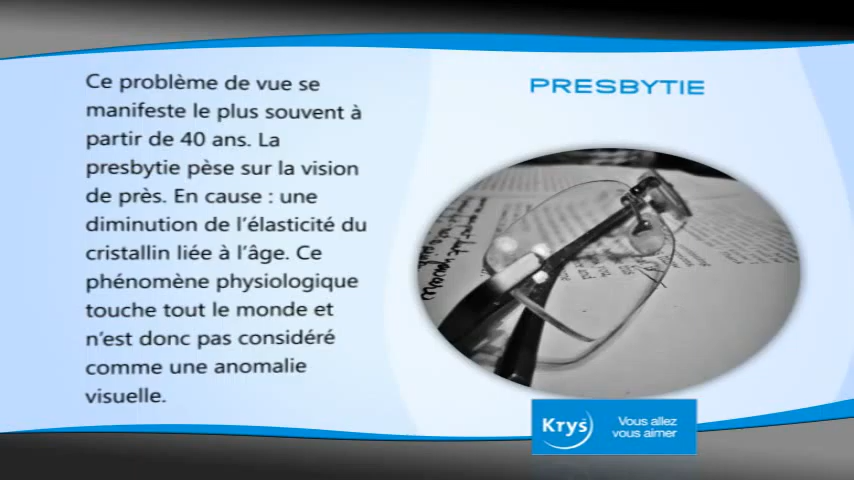 Ce problème de vue se
manifeste le plus souvent à
partir de 40 ans. La
presbytie pèse sur la vision
de près. En cause : une
diminution de l'élasticité du
cristallin liée à l'âge. Ce
phénomène physiologique
touche tout le monde et
n'est donc pas considéré
comme une anomalie
visuelle.
PRESBYTIE
Krys
Vous allez
vous aimer